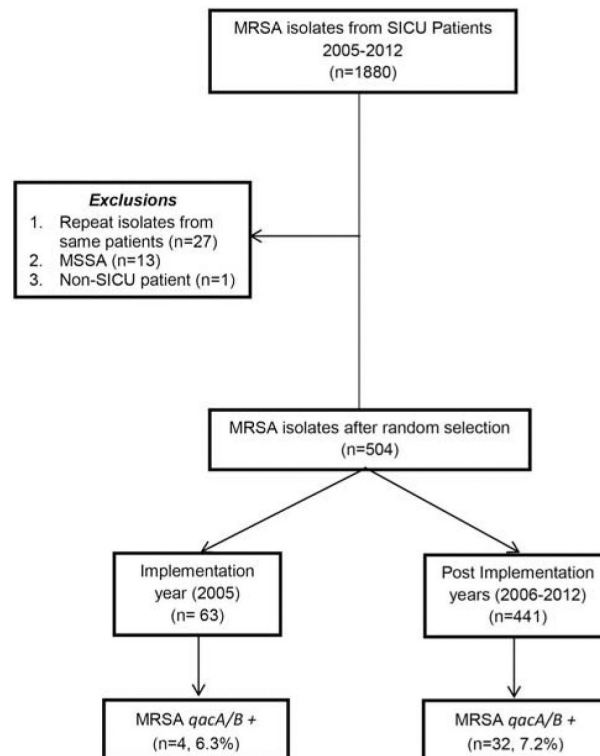 MRSA isolates from SICU Patients
2005-2012
(n=1880)
Exclusions
1. Repeat isolates from
same patients (n=27)
2. MSSA (n=13)
3. Non-SICU patient (n=1)
MRSA isolates after random selection
(n=504)
Implementation
year (2005)
(n= 63)
Post Implementation
years (2006-2012)
(n=441)
MRSA qacA/B +
(n=4, 6.3%)
MRSA qacA/B +
(n=32, 7.2%)